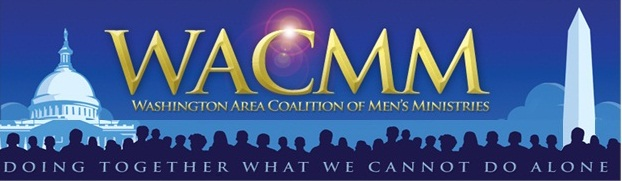 WACMM
WASHINGTON AREA COALITION OF MEN'S MINISTRIES
DOING TOGETHER WHAT WE CANNOT DO ALONE